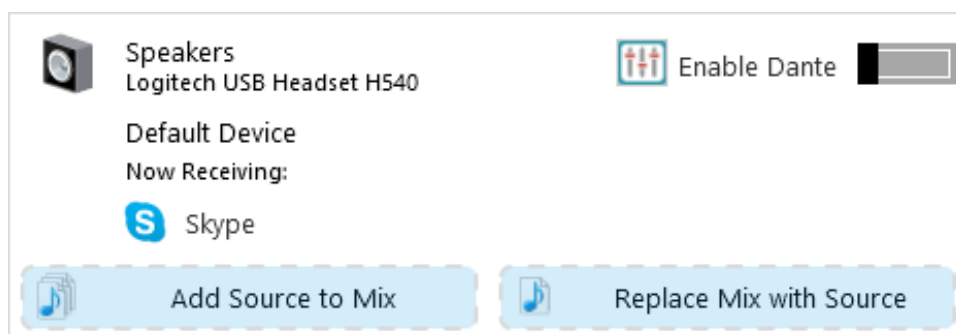 Speakers
Logitech USB Headset H540
Enable Dante
Default Device
Now Receiving:
S Skype
Add Source to Mix
Replace Mix with Source